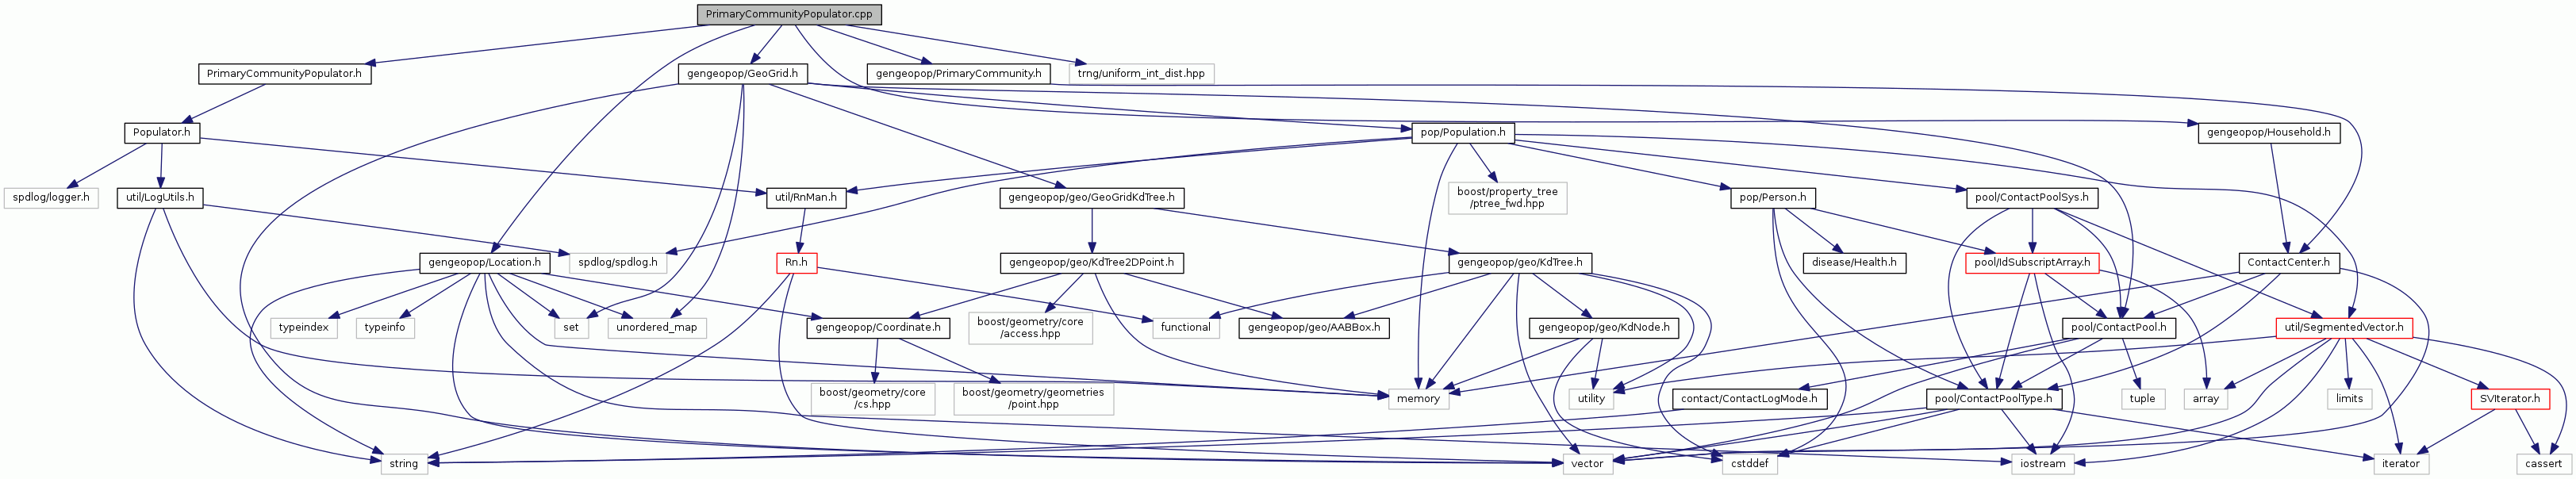 PrimaryCommunityPopulator.cpp
PrimaryCommunityPopulator.h
gengeopop/GeoGrid.h
gengeopop/PrimaryCommunity.h
trng/uniform_int_dist.hpp
Populator.h
pop/Population.h
gengeopop/Household.h
spdlog/logger.h
util/LogUtils.h
util/RnMan.h
gengeopop/geo/GeoGridKdTree.h
boost/property_tree
/ptree_fwd.hpp
pop/Person.h
pool/ContactPoolSys.h
gengeopop/Location.h
spdlog/spdlog.h
Rn.h
gengeopop/geo/KdTree2DPoint.h
gengeopop/geo/KdTree.h
disease/Health.h
pool/IdSubscriptArray.h
ContactCenter.h
typeindex
typeinfo
set
unordered_map
gengeopop/Coordinate.h
boost/geometry/core
/access.hpp
functional
gengeopop/geo/AABBox.h
gengeopop/geo/KdNode.h
pool/ContactPool.h
util/SegmentedVector.h
boost/geometry/core
/cs.hpp
boost/geometry/geometries
/point.hpp
memory
utility
contact/ContactLogMode.h
pool/ContactPoolType.h
tuple
array
limits
SVIterator.h
string
vector
cstddef
iostream
iterator
cassert